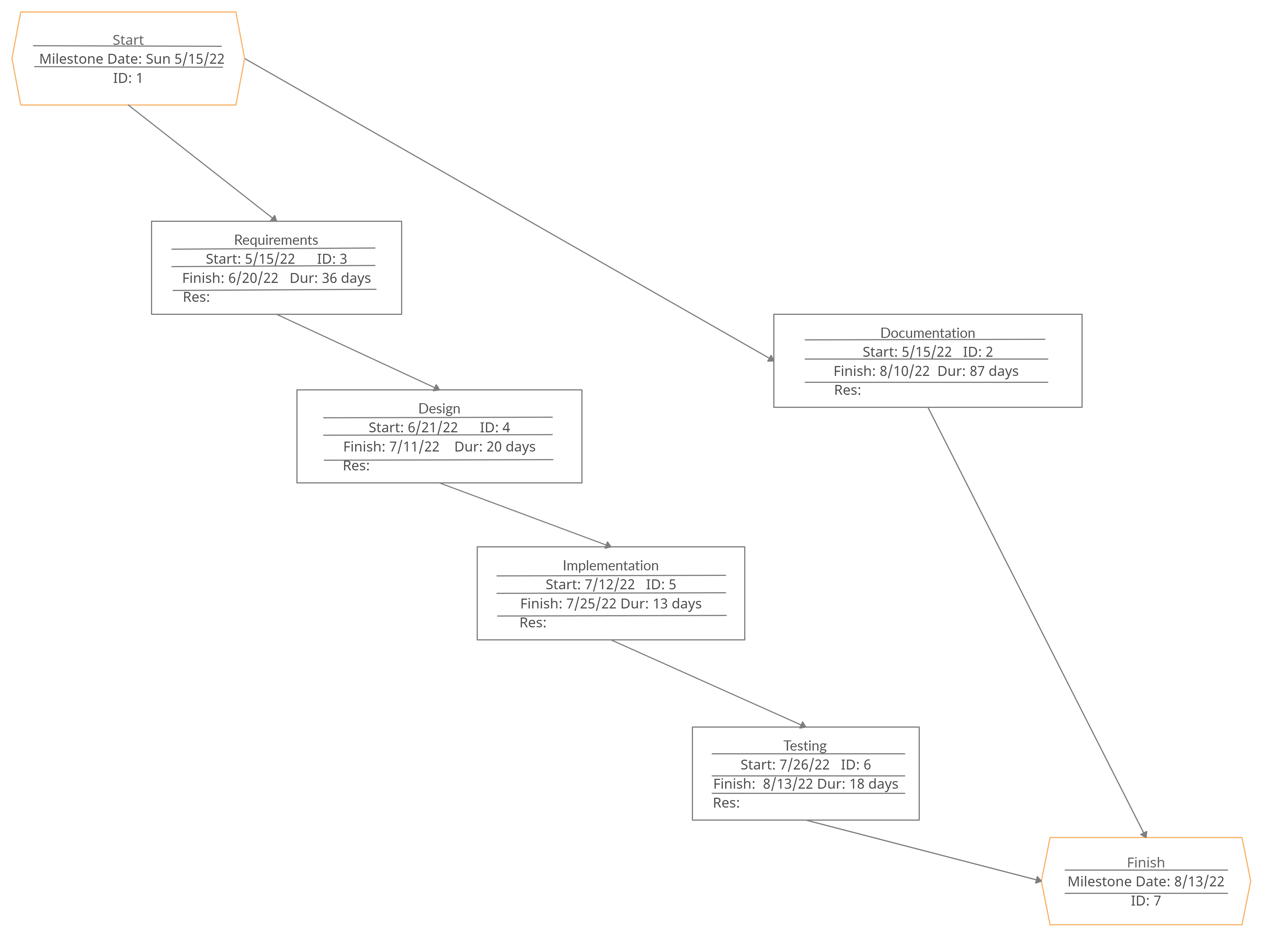 Start
Milestone Date: Sun 5/15/22
ID: 1
Requirements
Start: 5/15/22 ID: 3
Finish: 6/20/22 Dur: 36 days
Res:
Documentation
Start: 5/15/22 ID: 2
Finish: 8/10/22 Dur: 87 days
Res:
Design
Start: 6/21/22 ID: 4
Finish: 7/11/22 Dur: 20 days
Res:
Implementation
Start: 7/12/22 ID: 5
Finish: 7/25/22 Dur: 13 days
Res:
Testing
Start: 7/26/22 ID: 6
Finish: 8/13/22 Dur: 18 days
Res:
Finish
Milestone Date: 8/13/22
ID: 7